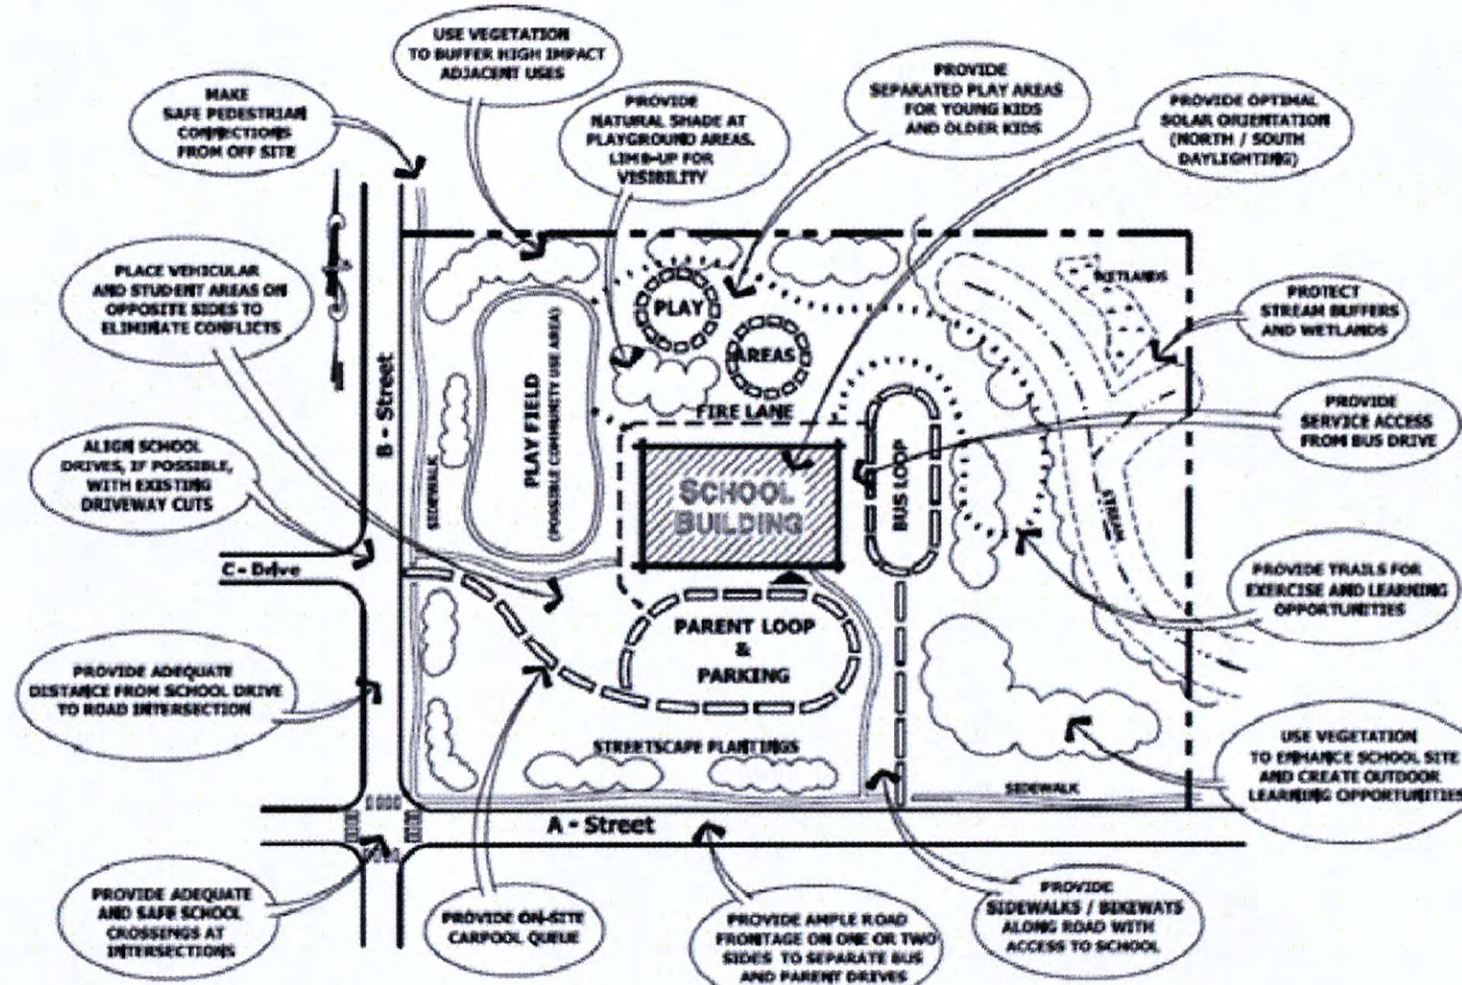 USE VEGETATION
TO BUFFER HIGH IMPACT
ADJACENT USES
MAKE
SAFE PEDESTRIAN
CONNECTIONS
FROM OFF SITE
PROVIDE
NATURAL SHADE AT
PLAYGROUND AREAS.
LIMB-UP FOR
VISIBILITY
PROVIDE
SEPARATED PLAY AREAS
FOR YOUNG KIDS
AND OLDER KIDS
PROVIDE OPTIMAL
SOLAR ORIENTATION
(NORTH / SOUTH
DAYLIGHTING)
PLACE VEHICULAR
AND STUDENT AREAS ON
OPPOSITE SIDES TO
ELIMINATE CONFLICTS
WETLANDS
PROTECT
STREAM BUFFERS
AND WETLANDS
PLAY
AREAS
FIRE LANE
B - Street
SIDEWALK
PLAY FIELD
(POSSIBLE COMMUNITY USE AREA)
SCHOOL
BUILDING
BUS LOOP
STREAM
PROVIDE
SERVICE ACCESS
FROM BUS DRIVE
ALIGN SCHOOL
DRIVES, IF POSSIBLE,
WITH EXISTING
DRIVEWAY CUTS
C - Drive
PROVIDE TRAILS FOR
EXERCISE AND LEARNING
OPPORTUNITIES
PARENT LOOP
&
PARKING
PROVIDE ADEQUATE
DISTANCE FROM SCHOOL DRIVE
TO ROAD INTERSECTION
STREETSCAPE PLANTINGS
SIDEWALK
USE VEGETATION
TO ENHANCE SCHOOL SITE
AND CREATE OUTDOOR
LEARNING OPPORTUNITIES
A - Street
PROVIDE ADEQUATE
AND SAFE SCHOOL
CROSSINGS AT
INTERSECTIONS
PROVIDE ON-SITE
CARPOOL QUEUE
PROVIDE AMPLE ROAD
FRONTAGE ON ONE OR TWO
SIDES TO SEPARATE BUS
AND PARENT DRIVES
PROVIDE
SIDEWALKS / BIKEWAYS
ALONG ROAD WITH
ACCESS TO SCHOOL